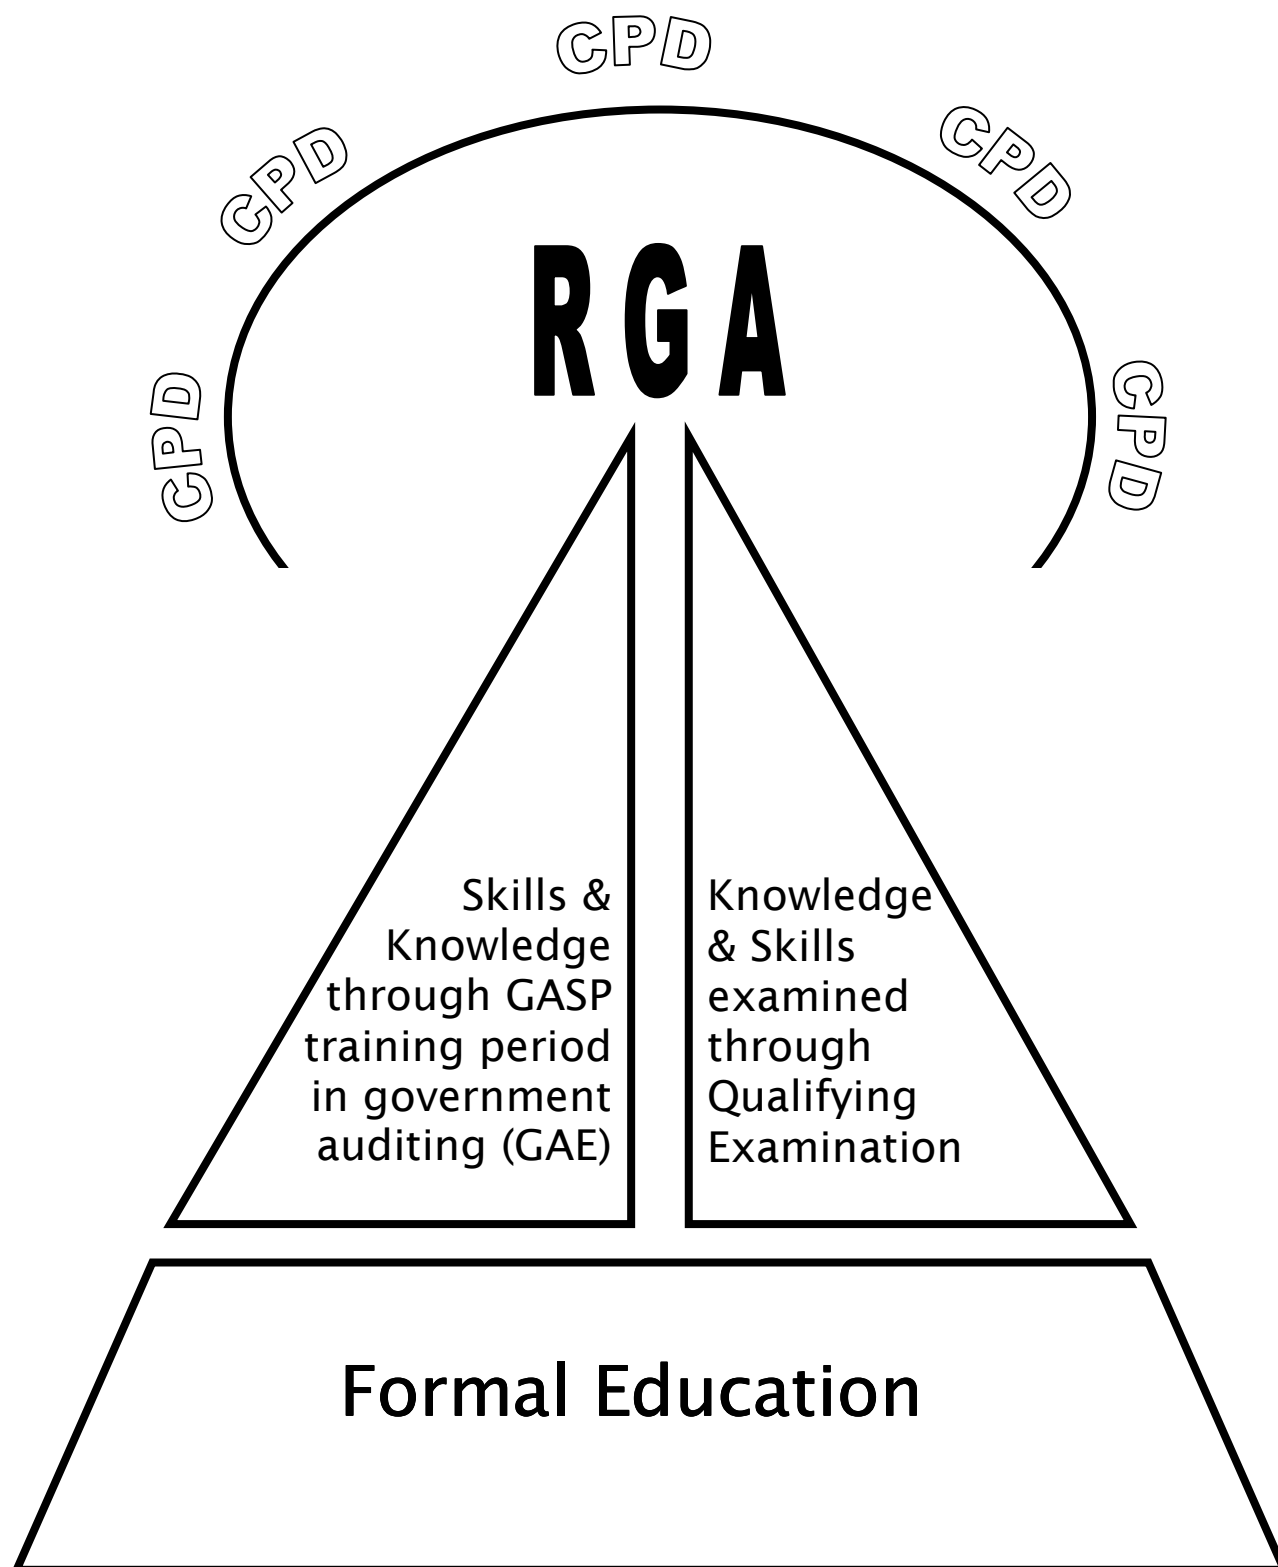 CPD
CPD
CPD
CPD
CPD
RGA
Skills &
Knowledge
through GASP
training period
in government
auditing (GAE)
Knowledge
& Skills
examined
through
Qualifying
Examination
Formal Education